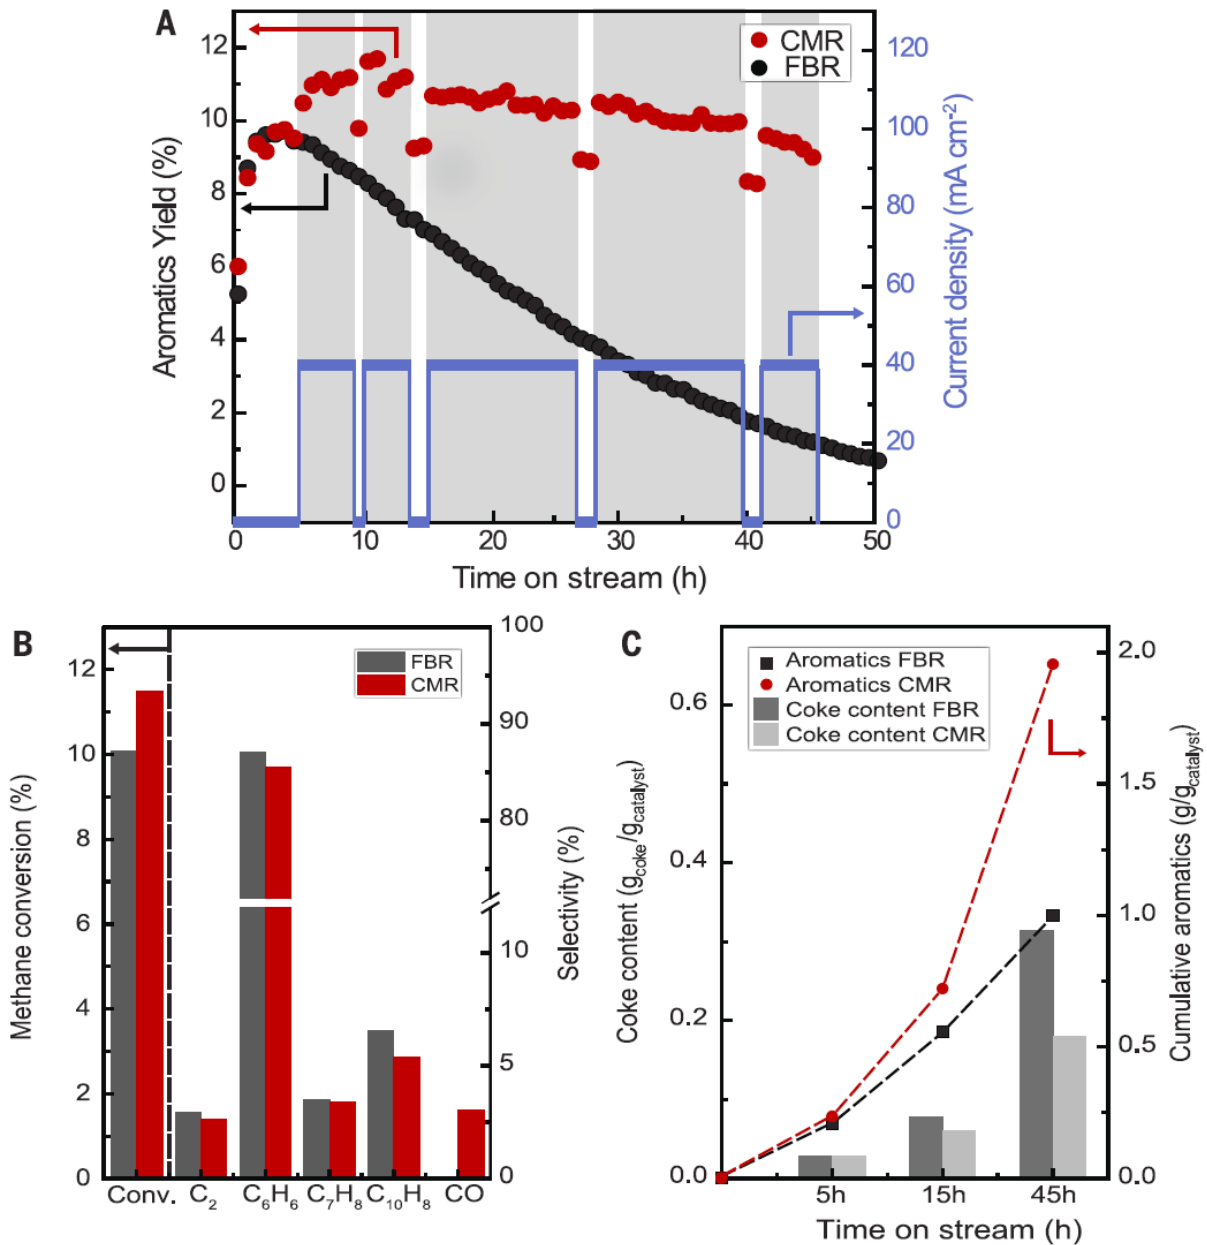 A
CMR
FBR
Aromatics Yield (%)
12
10
8
6
4
2
0
Current density (mA cm-2)
120
100
80
60
40
20
0
0 10 20 30 40 50
Time on stream (h)
B
FBR
CMR
Methane conversion (%)
12
10
8
6
4
2
0
Selectivity (%)
100
90
80
10
5
0
Conv. C2 C6H6 C7H8 C10H8 CO
C
Aromatics FBR
Aromatics CMR
Coke content FBR
Coke content CMR
Coke content (gcoke/gcatalyst)
0.6
0.4
0.2
0.0
Cumulative aromatics (g/gcatalyst)
2.0
1.5
1.0
0.5
0.0
5h 15h 45h
Time on stream (h)